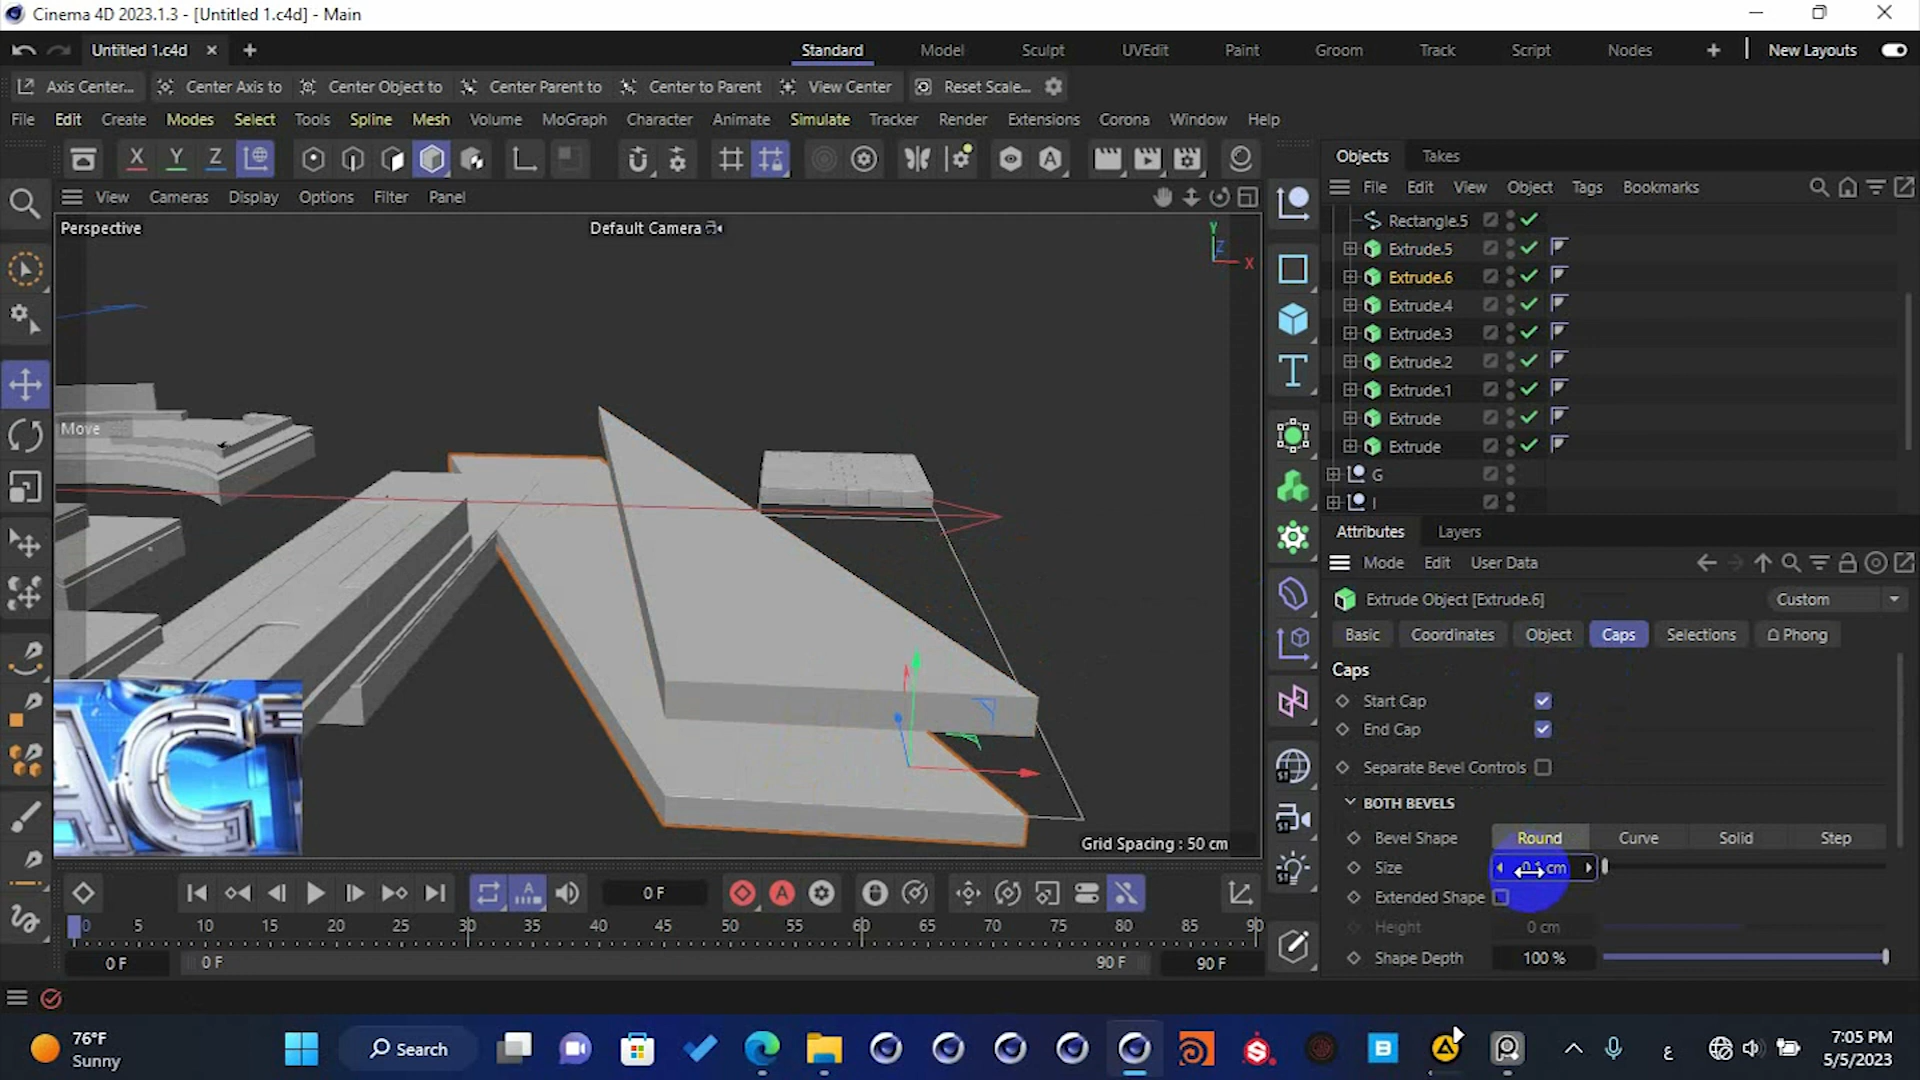 Cinema 4D 2023.1.3 - [Untitled 1.c4d] - Main
Untitled 1.c4d
Standard Model Sculpt UVEdit Paint Groom Track Script Nodes New Layouts
Axis Center... Center Axis to Center Object to Center Parent to Center to Parent View Center Reset Scale...
File Edit Create Modes Select Tools Spline Mesh Volume MoGraph Character Animate Simulate Tracker Render Extensions Corona Window Help
X Y Z
Objects Takes
View Cameras Display Options Filter Panel
File Edit View Object Tags Bookmarks
Perspective
Default Camera
Y
Z
X
Rectangle.5
Extrude.5
Extrude.6
Extrude.4
Extrude.3
Extrude.2
Extrude.1
Extrude
Extrude
G
I
Move
Attributes Layers
Mode Edit User Data
Extrude Object [Extrude.6]
Custom
Basic Coordinates Object Caps Selections Phong
Caps
Start Cap
End Cap
Separate Bevel Controls
BOTH BEVELS
Bevel Shape Round Curve Solid Step
Size cm
Extended Shape
Height 0 cm
Shape Depth 100 %
ACT
Grid Spacing : 50 cm
0 F
0 5 10 15 20 25 30 35 40 45 50 55 60 65 70 75 80 85 90
0 F 0 F 90 F 90 F
76°F
Sunny
Search
ع
7:05 PM
5/5/2023